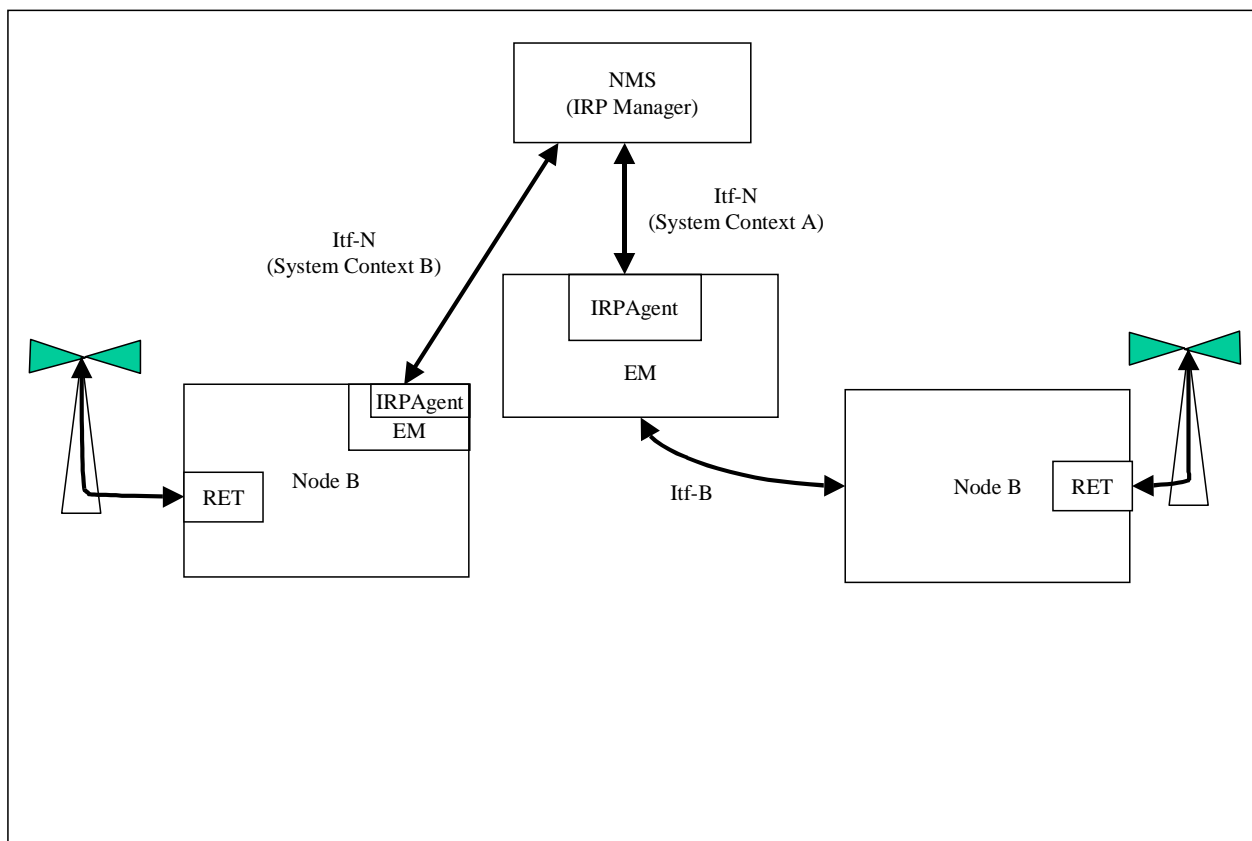 NMS
(IRP Manager)
Itf-N
(System Context A)
Itf-N
(System Context B)
IRPAgent
EM
IRPAgent
EM
Node B
RET
Itf-B
Node B
RET